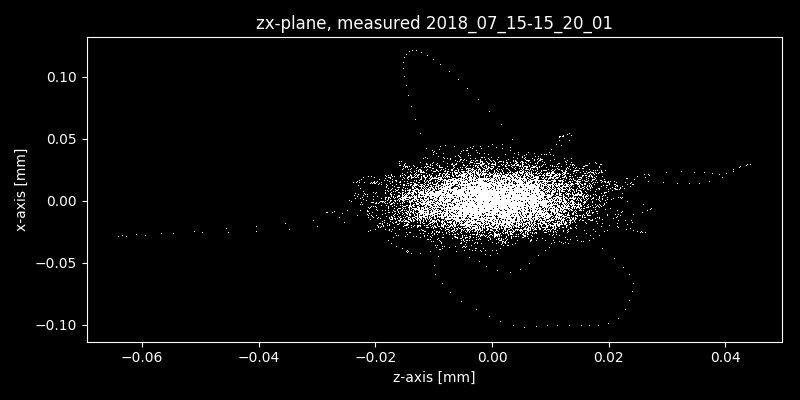 zx-plane, measured 2018_07_15-15_20_01
0.10
0.05
0.00
−0.05
−0.10
x-axis [mm]
−0.06 −0.04 −0.02 0.00 0.02 0.04
z-axis [mm]